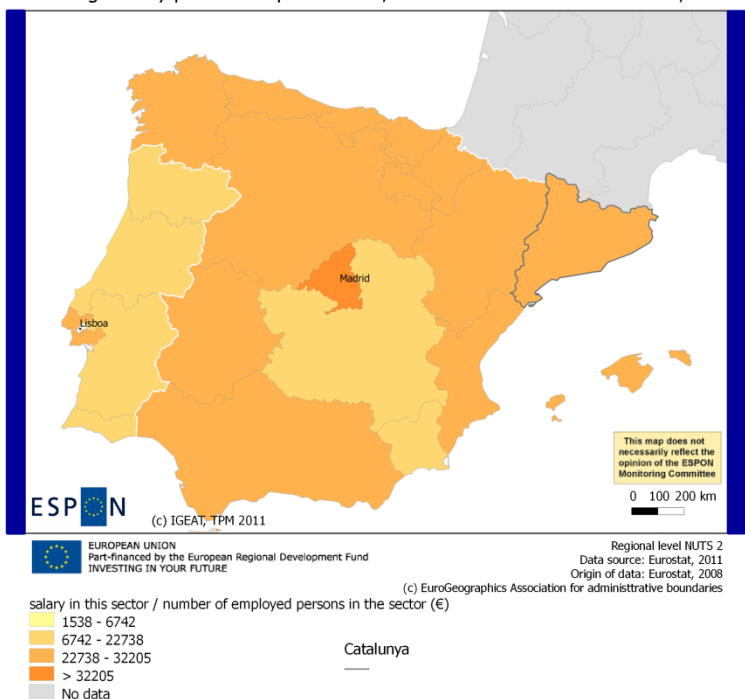 Madrid
Lisboa
This map does not
necessarily reflect the
opinion of the ESPON
Monitoring Committee
0 100 200 km
ESPON
(c) IGEAT, TPM 2011
EUROPEAN UNION
Part-financed by the European Regional Development Fund
INVESTING IN YOUR FUTURE
Regional level NUTS 2
Data source: Eurostat, 2011
Origin of data: Eurostat, 2008
(c) EuroGeographics Association for administrative boundaries
salary in this sector / number of employed persons in the sector (€)
1538 - 6742
6742 - 22738
22738 - 32205
> 32205
No data
Catalunya